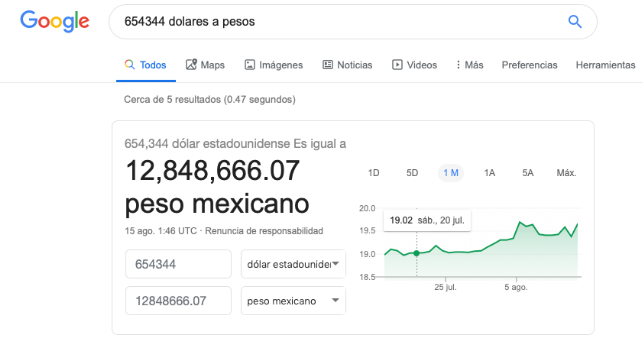 Google
654344 dolares a pesos
Todos Maps Imágenes Noticias Videos Más Preferencias Herramientas
Cerca de 5 resultados (0.47 segundos)
654,344 dólar estadounidense Es igual a
12,848,666.07
peso mexicano
15 ago. 1:46 UTC · Renuncia de responsabilidad
654344 dólar estadounider
12848666.07 peso mexicano
1D 5D 1 M 1A 5A Máx.
20.0
19.02 sáb., 20 jul.
19.5
19.0
18.5
25 jul. 5 ago.